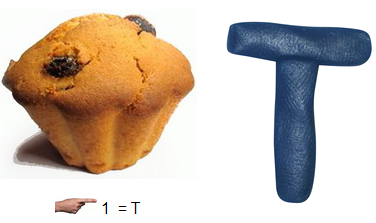 Т
1 = Т